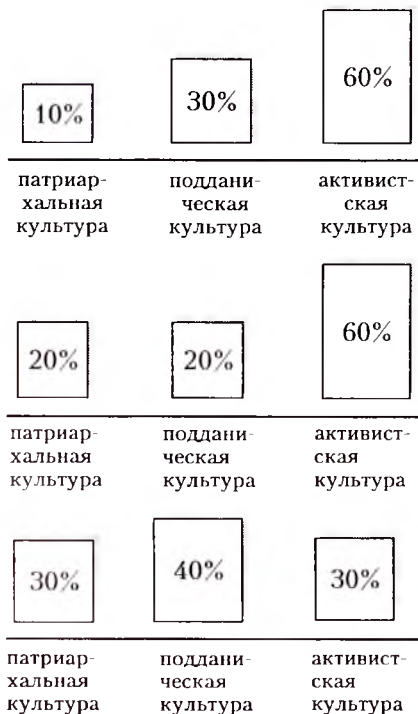 10% 30% 60%
патриар- поддани- активист-
хальная ческая ская
культура культура культура
20% 20% 60%
патриар- поддани- активист-
хальная ческая ская
культура культура культура
30% 40% 30%
патриар- поддани- активист-
хальная ческая ская
культура культура культура